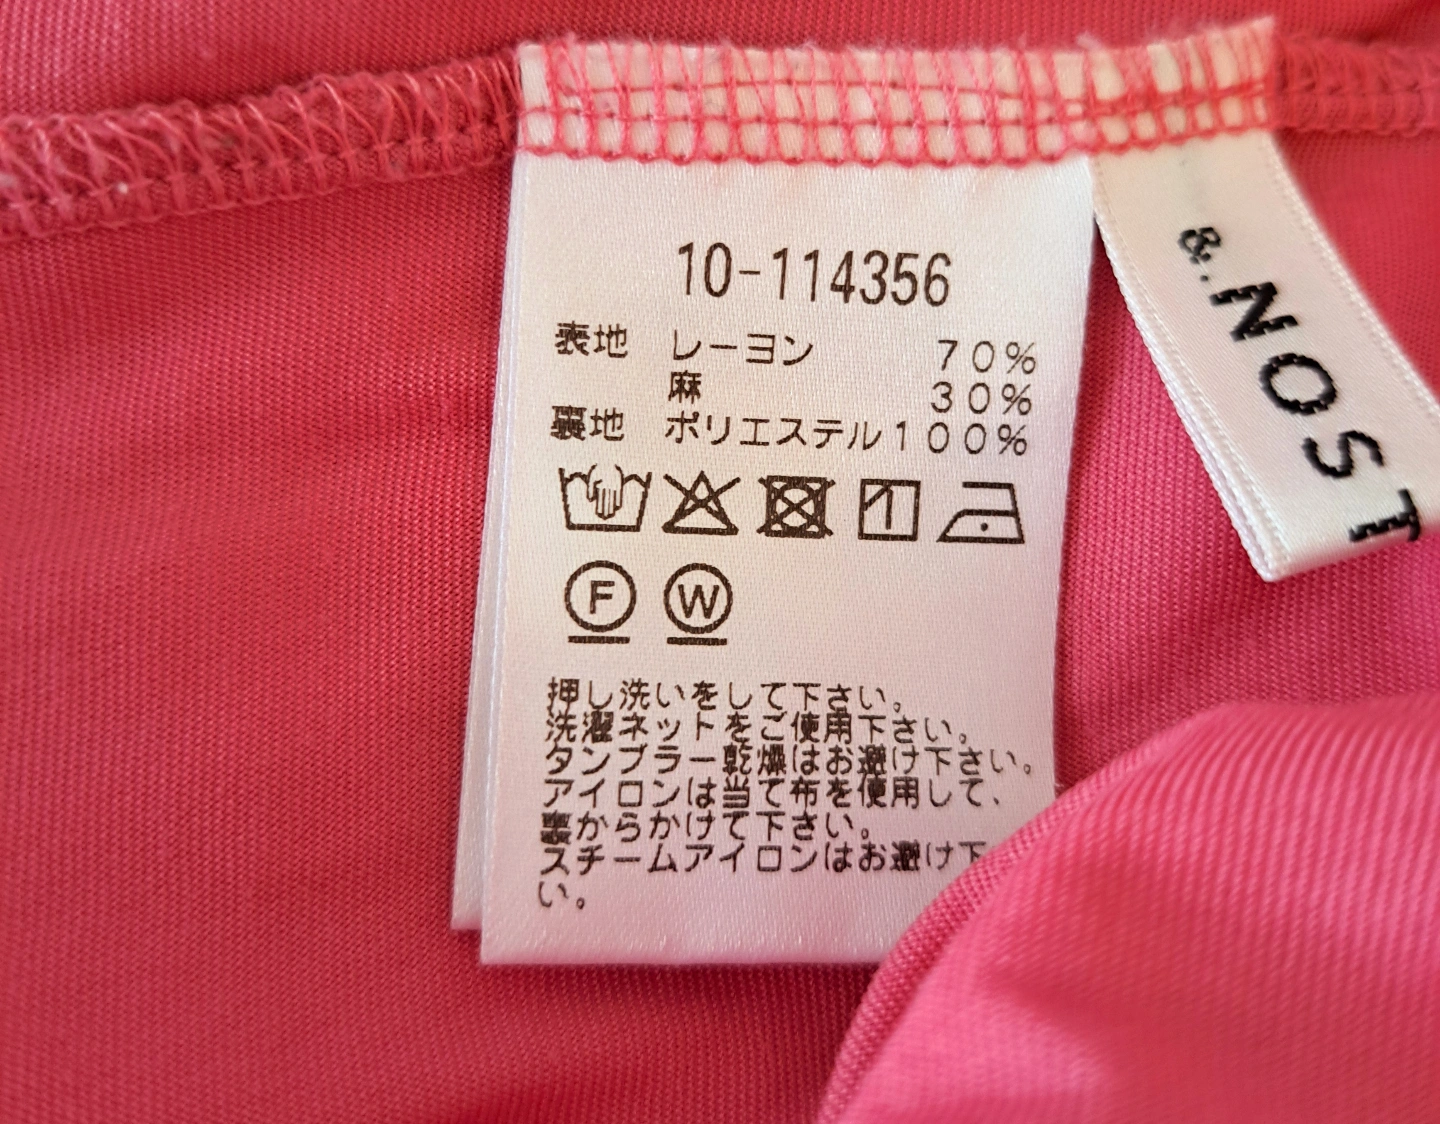 10-114356
表地 レーヨン 70%
麻 30%
裏地 ポリエステル100%
1
F W
押し洗いをして下さい。
洗濯ネットをご使用下さい。
タンブラー乾燥はお避け下さい。
アイロンは当て布を使用して、
裏からかけて下さい。
スチームアイロンはお避け下
い。
&.NOST